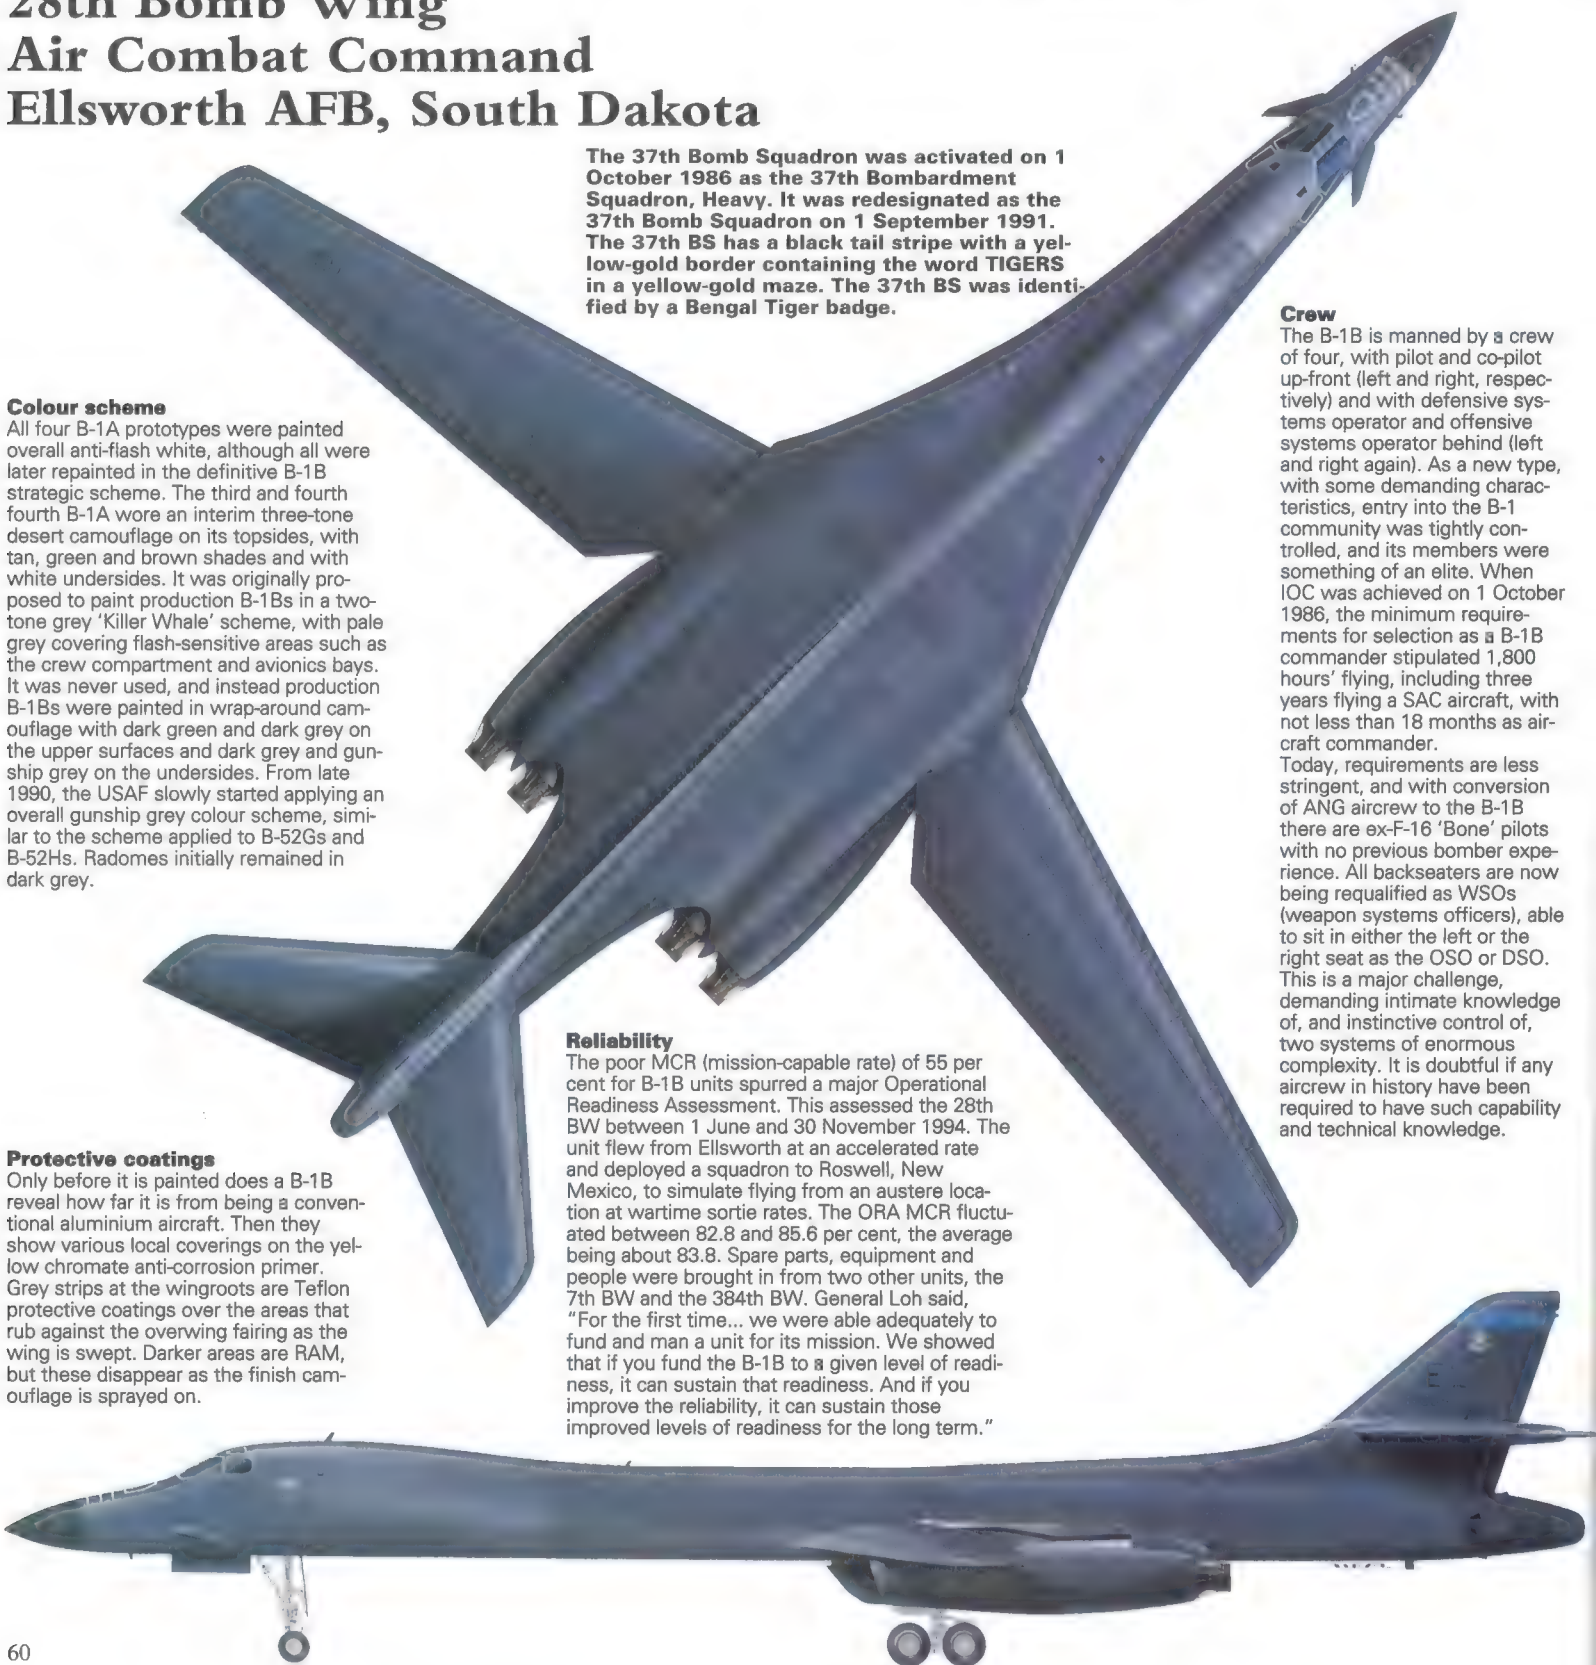 28th Bomb Wing
Air Combat Command
Ellsworth AFB, South Dakota
The 37th Bomb Squadron was activated on 1
October 1986 as the 37th Bombardment
Squadron, Heavy. It was redesignated as the
37th Bomb Squadron on 1 September 1991.
The 37th BS has a black tail stripe with a yel-
low-gold border containing the word TIGERS
in a yellow-gold maze. The 37th BS was identi-
fied by a Bengal Tiger badge.
Colour scheme
All four B-1A prototypes were painted
overall anti-flash white, although all were
later repainted in the definitive B-1B
strategic scheme. The third and fourth
fourth B-1A wore an interim three-tone
desert camouflage on its topsides, with
tan, green and brown shades and with
white undersides. It was originally pro-
posed to paint production B-1Bs in a two-
tone grey 'Killer Whale' scheme, with pale
grey covering flash-sensitive areas such as
the crew compartment and avionics bays.
It was never used, and instead production
B-1Bs were painted in wrap-around cam-
ouflage with dark green and dark grey on
the upper surfaces and dark grey and gun-
ship grey on the undersides. From late
1990, the USAF slowly started applying an
overall gunship grey colour scheme, simi-
lar to the scheme applied to B-52Gs and
B-52Hs. Radomes initially remained in
dark grey.
Protective coatings
Only before it is painted does a B-1B
reveal how far it is from being a conven-
tional aluminium aircraft. Then they
show various local coverings on the yel-
low chromate anti-corrosion primer.
Grey strips at the wingroots are Teflon
protective coatings over the areas that
rub against the overwing fairing as the
wing is swept. Darker areas are RAM,
but these disappear as the finish cam-
ouflage is sprayed on.
Reliability
The poor MCR (mission-capable rate) of 55 per
cent for B-1B units spurred a major Operational
Readiness Assessment. This assessed the 28th
BW between 1 June and 30 November 1994. The
unit flew from Ellsworth at an accelerated rate
and deployed a squadron to Roswell, New
Mexico, to simulate flying from an austere loca-
tion at wartime sortie rates. The ORA MCR fluctu-
ated between 82.8 and 85.6 per cent, the average
being about 83.8. Spare parts, equipment and
people were brought in from two other units, the
7th BW and the 384th BW. General Loh said,
"For the first time... we were able adequately to
fund and man a unit for its mission. We showed
that if you fund the B-1B to a given level of readi-
ness, it can sustain that readiness. And if you
improve the reliability, it can sustain those
improved levels of readiness for the long term."
Crew
The B-1B is manned by a crew
of four, with pilot and co-pilot
up-front (left and right, respec-
tively) and with defensive sys-
tems operator and offensive
systems operator behind (left
and right again). As a new type,
with some demanding charac-
teristics, entry into the B-1
community was tightly con-
trolled, and its members were
something of an elite. When
IOC was achieved on 1 October
1986, the minimum require-
ments for selection as a B-1B
commander stipulated 1,800
hours' flying, including three
years flying a SAC aircraft, with
not less than 18 months as air-
craft commander.
Today, requirements are less
stringent, and with conversion
of ANG aircrew to the B-1B
there are ex-F-16 'Bone' pilots
with no previous bomber expe-
rience. All backseaters are now
being requalified as WSOs
(weapon systems officers), able
to sit in either the left or the
right seat as the OSO or DSO.
This is a major challenge,
demanding intimate knowledge
of, and instinctive control of,
two systems of enormous
complexity. It is doubtful if any
aircrew in history have been
required to have such capability
and technical knowledge.
60